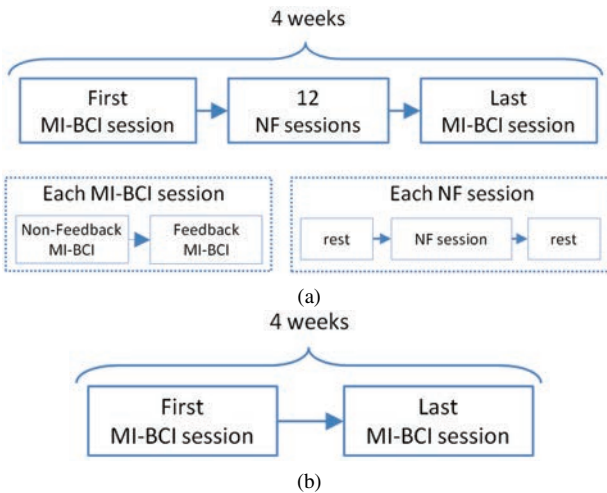 4 weeks
First
MI-BCI session
12
NF sessions
Last
MI-BCI session
Each MI-BCI session
Non-Feedback
MI-BCI
Feedback
MI-BCI
Each NF session
rest
NF session
rest
(a)
4 weeks
First
MI-BCI session
Last
MI-BCI session
(b)